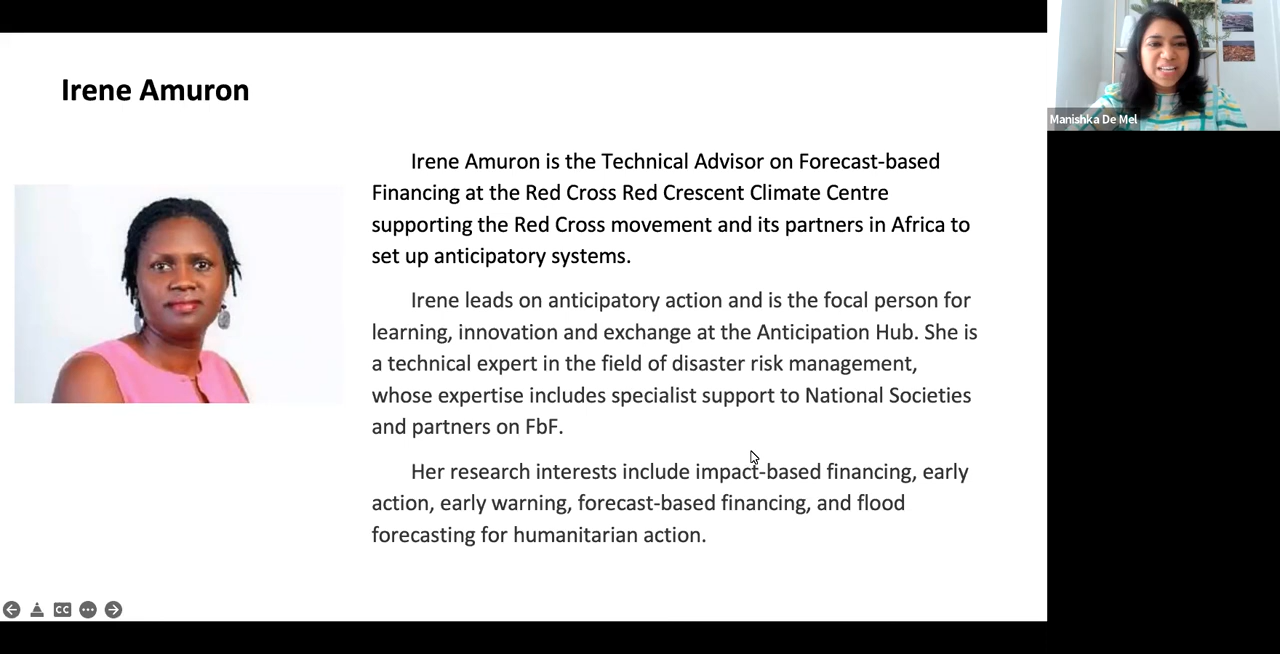 Irene Amuron
Irene Amuron is the Technical Advisor on Forecast-based
Financing at the Red Cross Red Crescent Climate Centre
supporting the Red Cross movement and its partners in Africa to
set up anticipatory systems.
Irene leads on anticipatory action and is the focal person for
learning, innovation and exchange at the Anticipation Hub. She is
a technical expert in the field of disaster risk management,
whose expertise includes specialist support to National Societies
and partners on FbF.
Her research interests include impact-based financing, early
action, early warning, forecast-based financing, and flood
forecasting for humanitarian action.
Manishka De Mel
CC